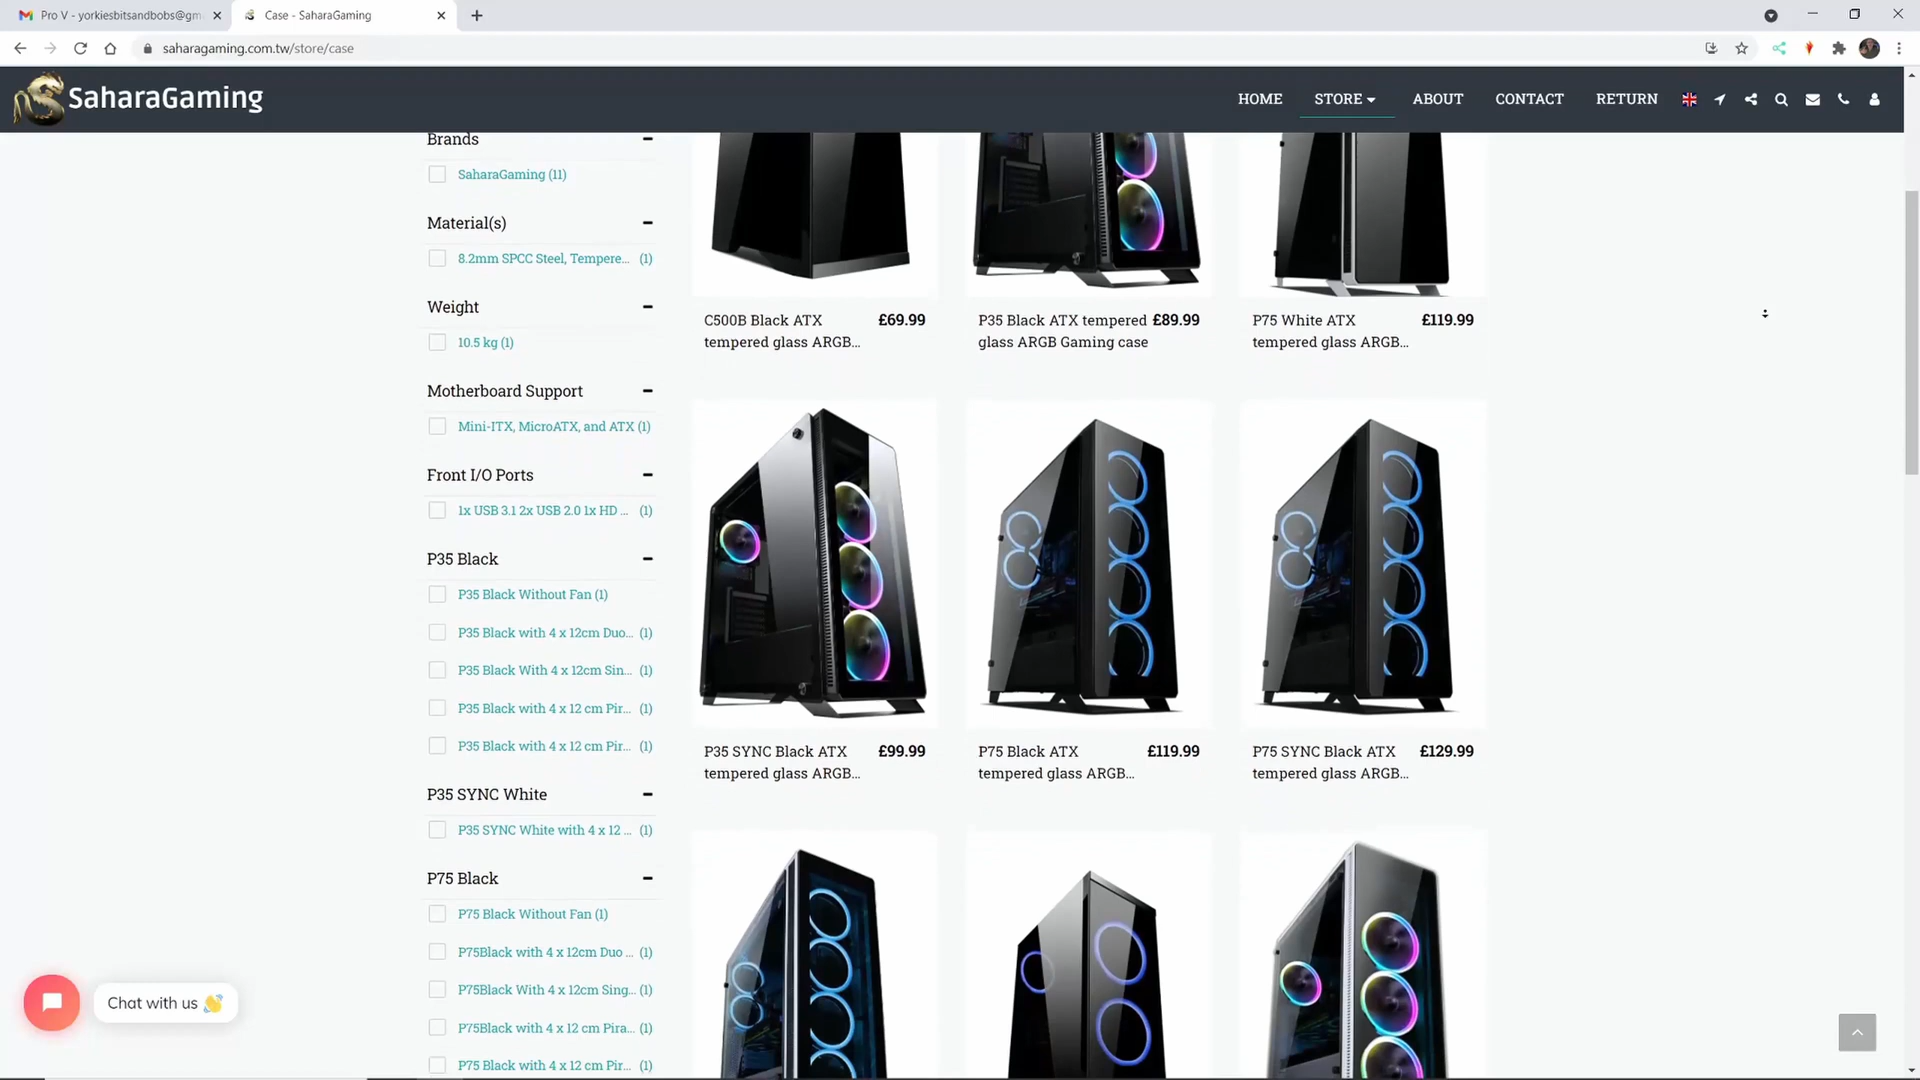 Pro V - yorkiesbitsandbobs@gm
Case - SaharaGaming
saharagaming.com.tw/store/case
SaharaGaming
HOME
STORE
ABOUT
CONTACT
RETURN
Brands
SaharaGaming (11)
Material(s)
8.2mm SPCC Steel, Tempere... (1)
Weight
10.5 kg (1)
Motherboard Support
Mini-ITX, MicroATX, and ATX (1)
Front I/O Ports
1x USB 3.1 2x USB 2.0 1x HD ... (1)
P35 Black
P35 Black Without Fan (1)
P35 Black with 4 x 12cm Duo... (1)
P35 Black With 4 x 12cm Sin... (1)
P35 Black with 4 x 12 cm Pir... (1)
P35 Black with 4 x 12 cm Pir... (1)
P35 SYNC White
P35 SYNC White with 4 x 12 ... (1)
P75 Black
P75 Black Without Fan (1)
P75Black with 4 x 12cm Duo ... (1)
P75Black With 4 x 12cm Sing... (1)
P75Black with 4 x 12 cm Pira... (1)
P75 Black with 4 x 12 cm Pir... (1)
C500B Black ATX £69.99
tempered glass ARGB...
P35 Black ATX tempered £89.99
glass ARGB Gaming case
P75 White ATX £119.99
tempered glass ARGB...
P35 SYNC Black ATX £99.99
tempered glass ARGB...
P75 Black ATX £119.99
tempered glass ARGB...
P75 SYNC Black ATX £129.99
tempered glass ARGB...
Chat with us 👋